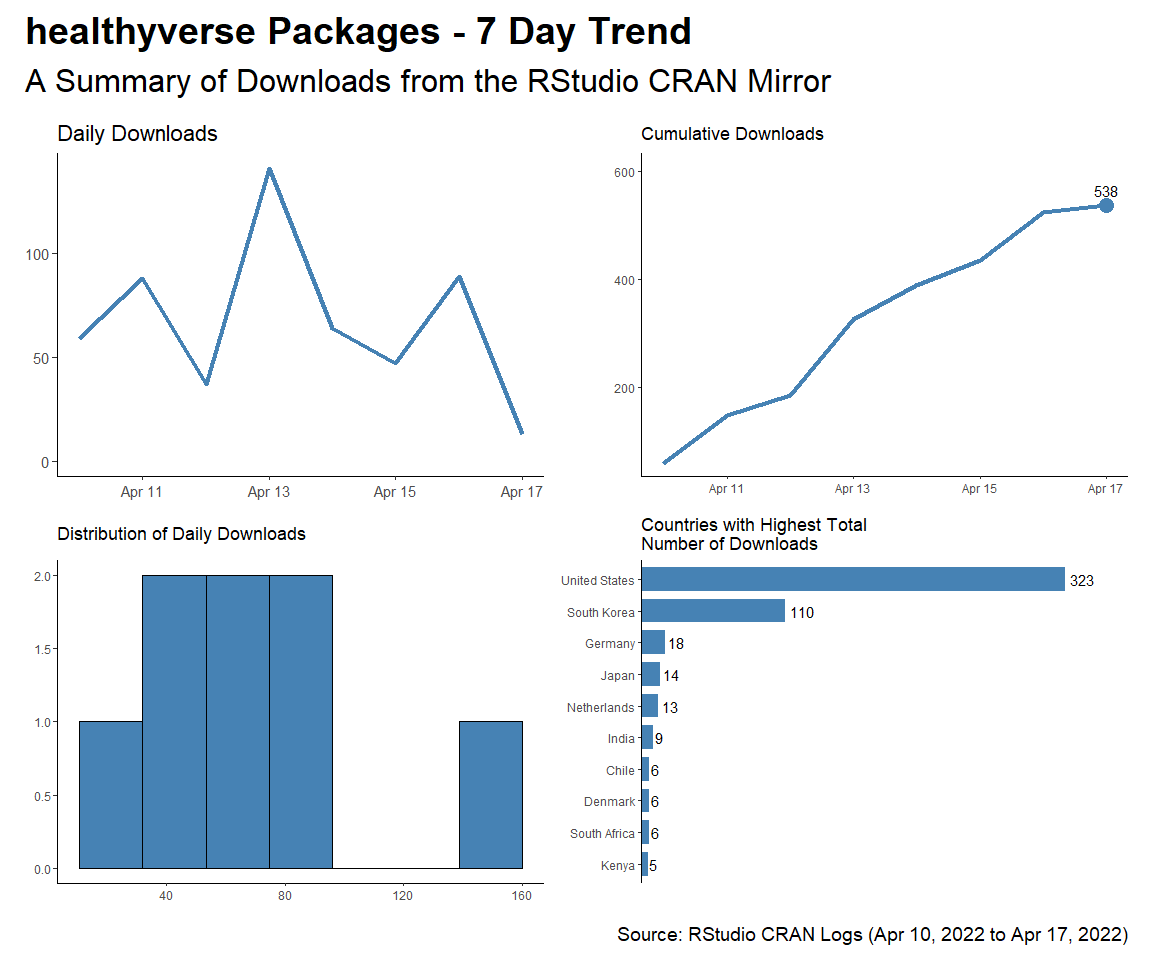 healthyverse Packages - 7 Day Trend
A Summary of Downloads from the RStudio CRAN Mirror
Daily Downloads
100
50
0
Apr 11
Apr 13
Apr 15
Apr 17
Cumulative Downloads
600
400
200
538
Apr 11
Apr 13
Apr 15
Apr 17
Distribution of Daily Downloads
2.0
1.5
1.0
0.5
0.0
40
80
120
160
Countries with Highest Total
Number of Downloads
United States 323
South Korea 110
Germany 18
Japan 14
Netherlands 13
India 9
Chile 6
Denmark 6
South Africa 6
Kenya 5
Source: RStudio CRAN Logs (Apr 10, 2022 to Apr 17, 2022)